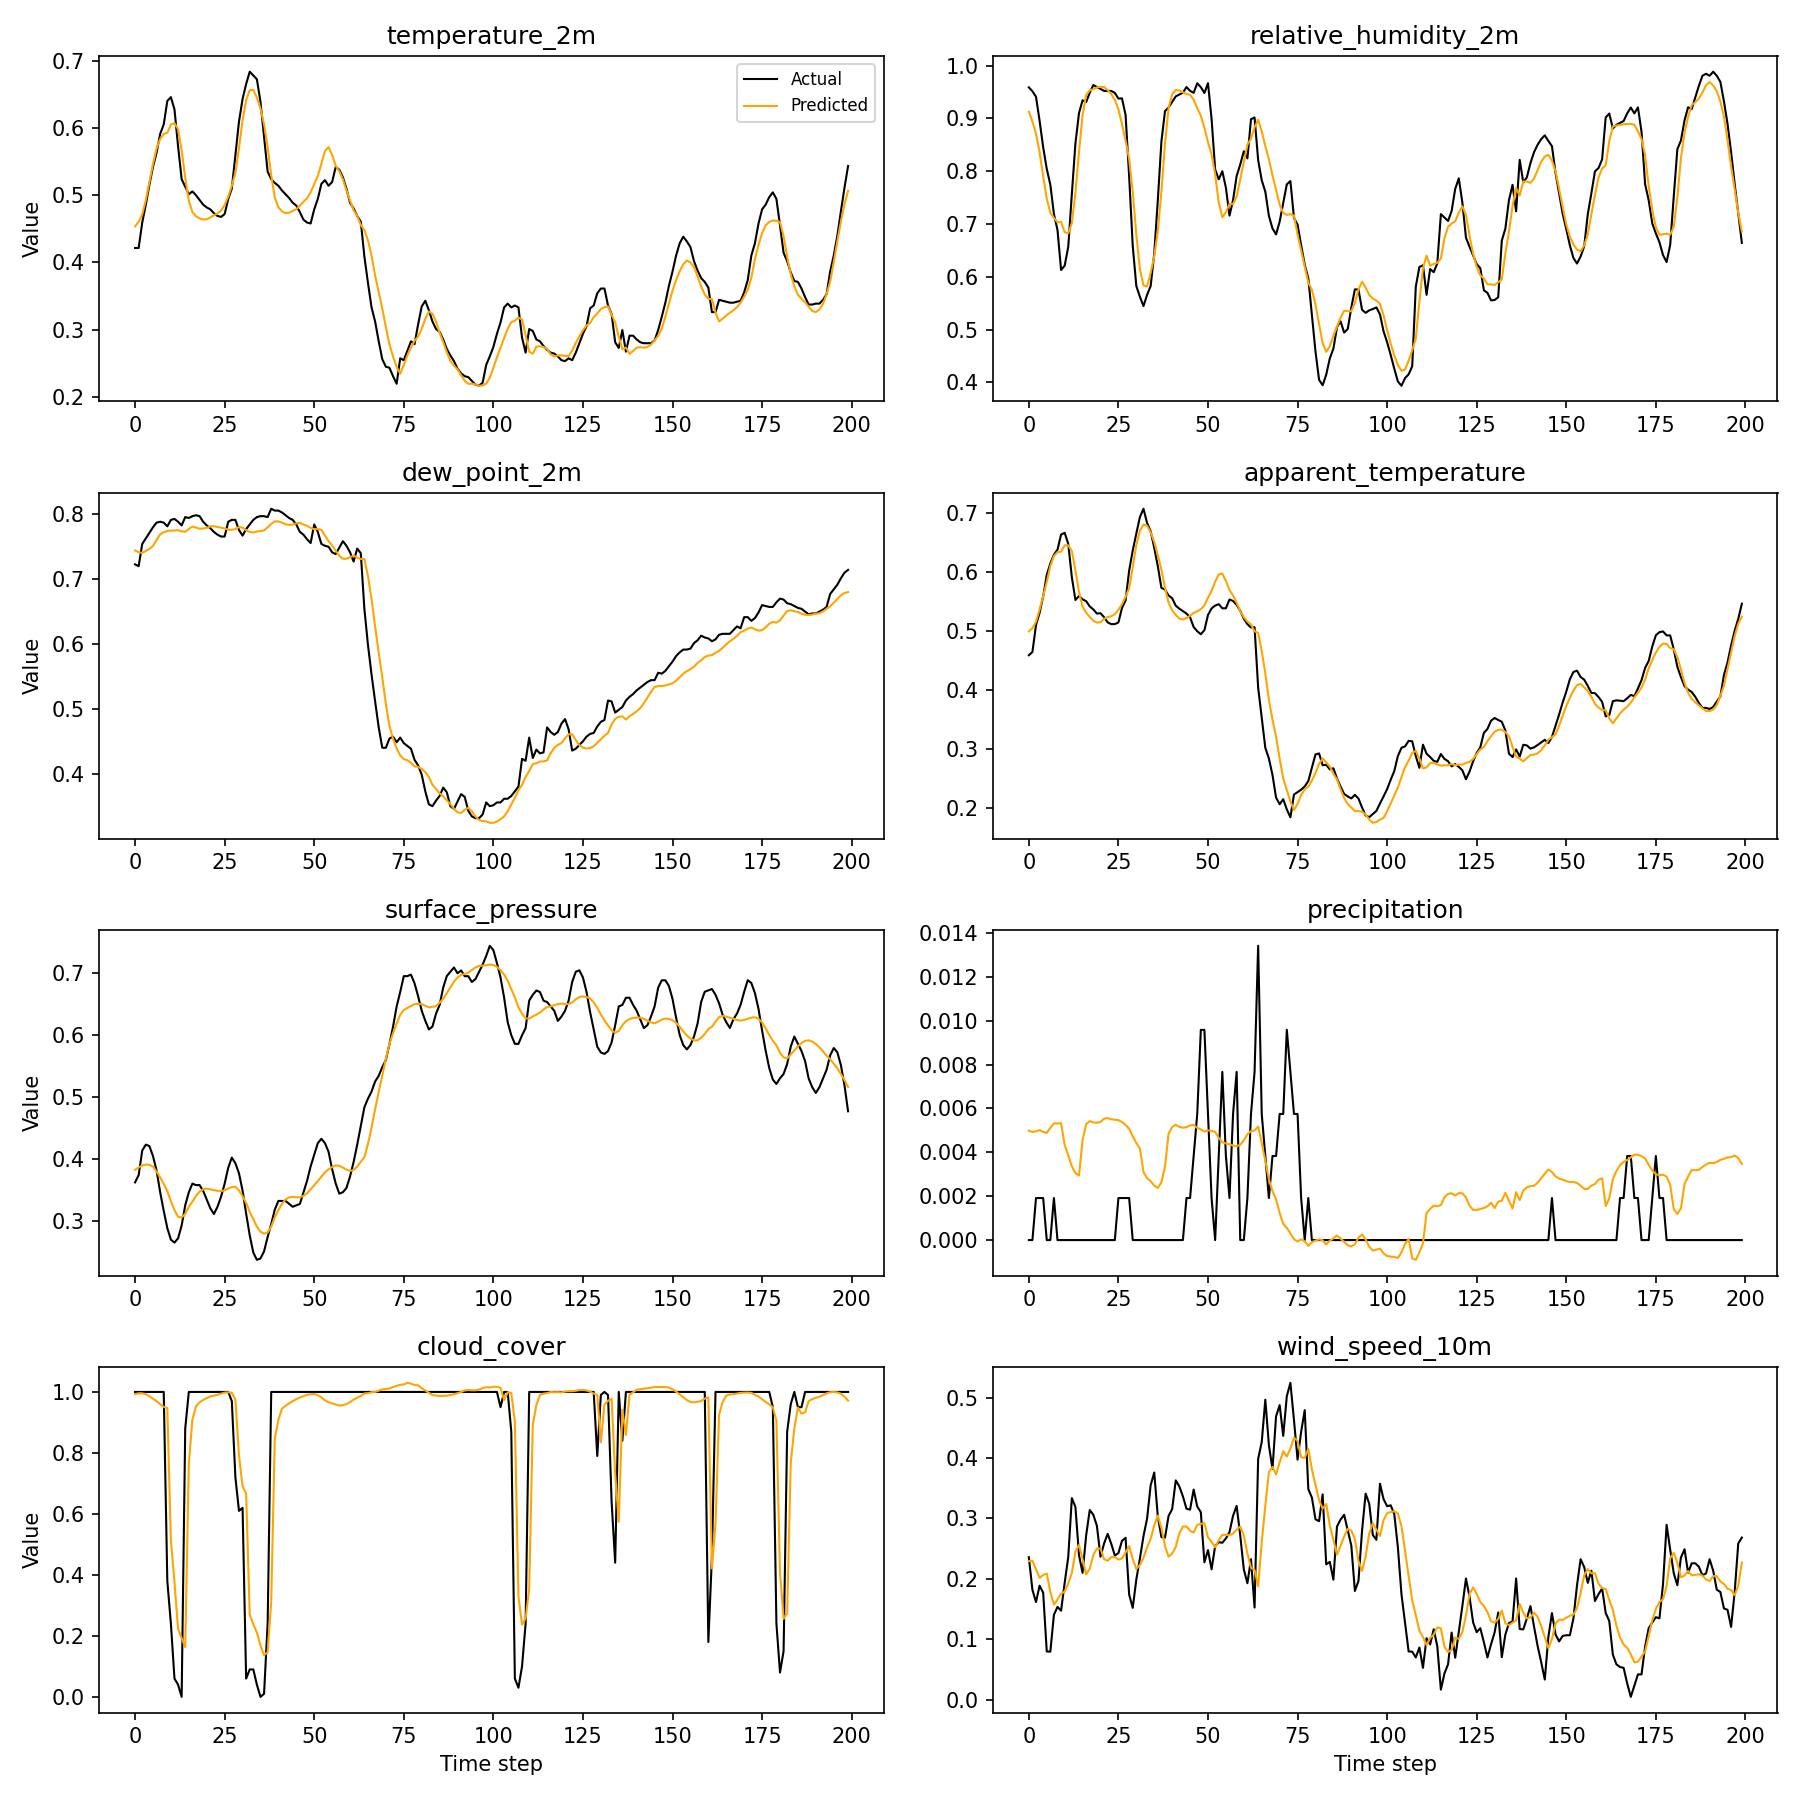 temperature_2m
Value
0.7
0.6
0.5
0.4
0.3
0.2
0 25 50 75 100 125 150 175 200
Actual
Predicted
relative_humidity_2m
1.0
0.9
0.8
0.7
0.6
0.5
0.4
0 25 50 75 100 125 150 175 200
dew_point_2m
Value
0.8
0.7
0.6
0.5
0.4
0 25 50 75 100 125 150 175 200
apparent_temperature
0.7
0.6
0.5
0.4
0.3
0.2
0 25 50 75 100 125 150 175 200
surface_pressure
Value
0.7
0.6
0.5
0.4
0.3
0 25 50 75 100 125 150 175 200
precipitation
0.014
0.012
0.010
0.008
0.006
0.004
0.002
0.000
0 25 50 75 100 125 150 175 200
cloud_cover
Value
1.0
0.8
0.6
0.4
0.2
0.0
0 25 50 75 100 125 150 175 200
Time step
wind_speed_10m
0.5
0.4
0.3
0.2
0.1
0.0
0 25 50 75 100 125 150 175 200
Time step